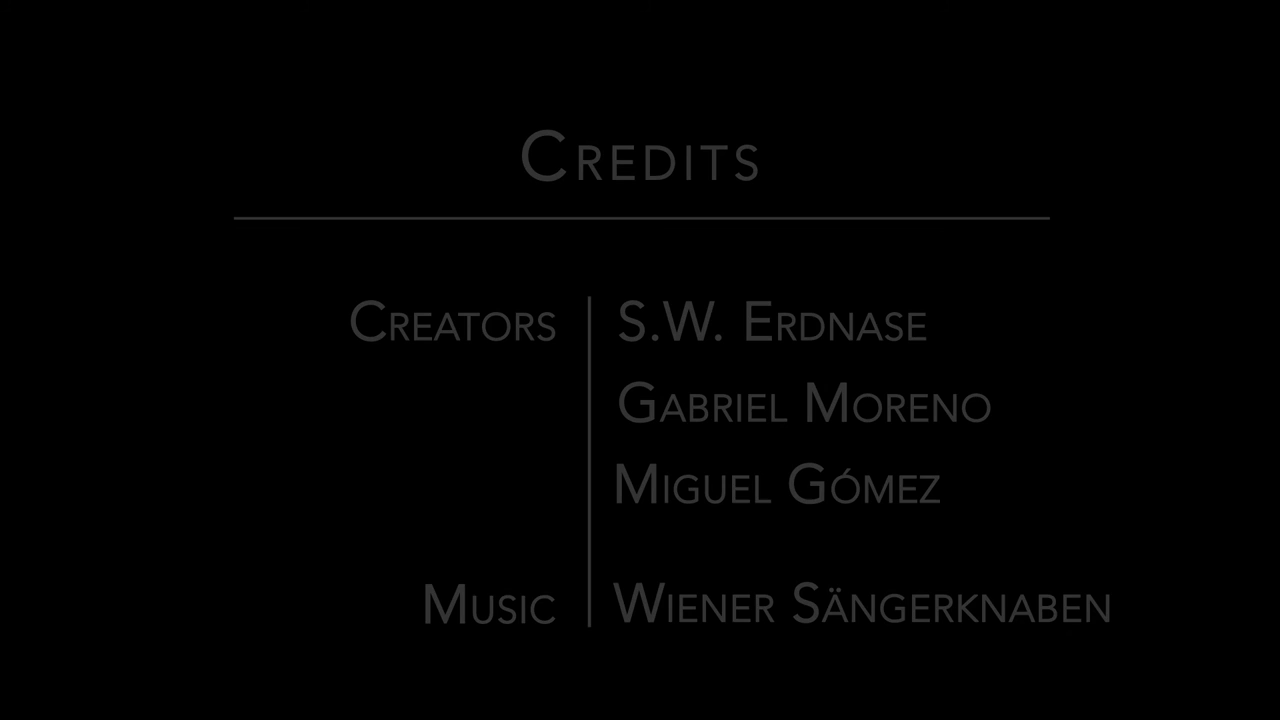 Credits
Creators S.W. Erdnase
Gabriel Moreno
Miguel Gómez
Music Wiener Sängerknaben